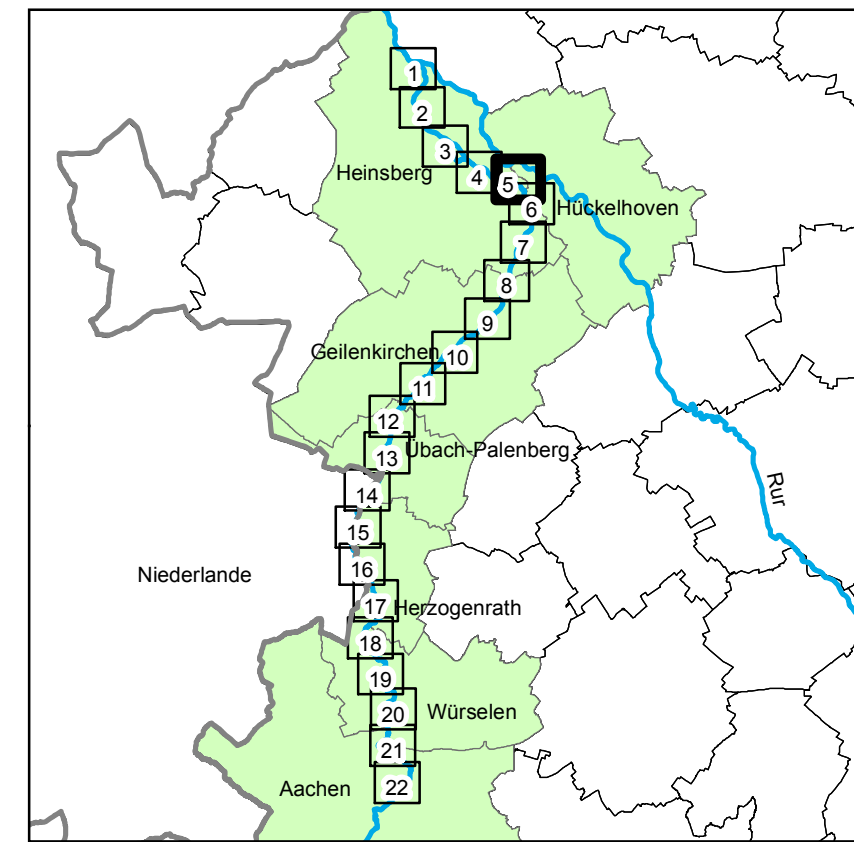 1
2
3
Heinsberg
4
5
6
Hückelhoven
7
8
9
Geilenkirchen
10
11
12
Übach-Palenberg
13
Rur
14
15
Niederlande
16
17
Herzogenrath
18
19
20
Würselen
21
Aachen
22